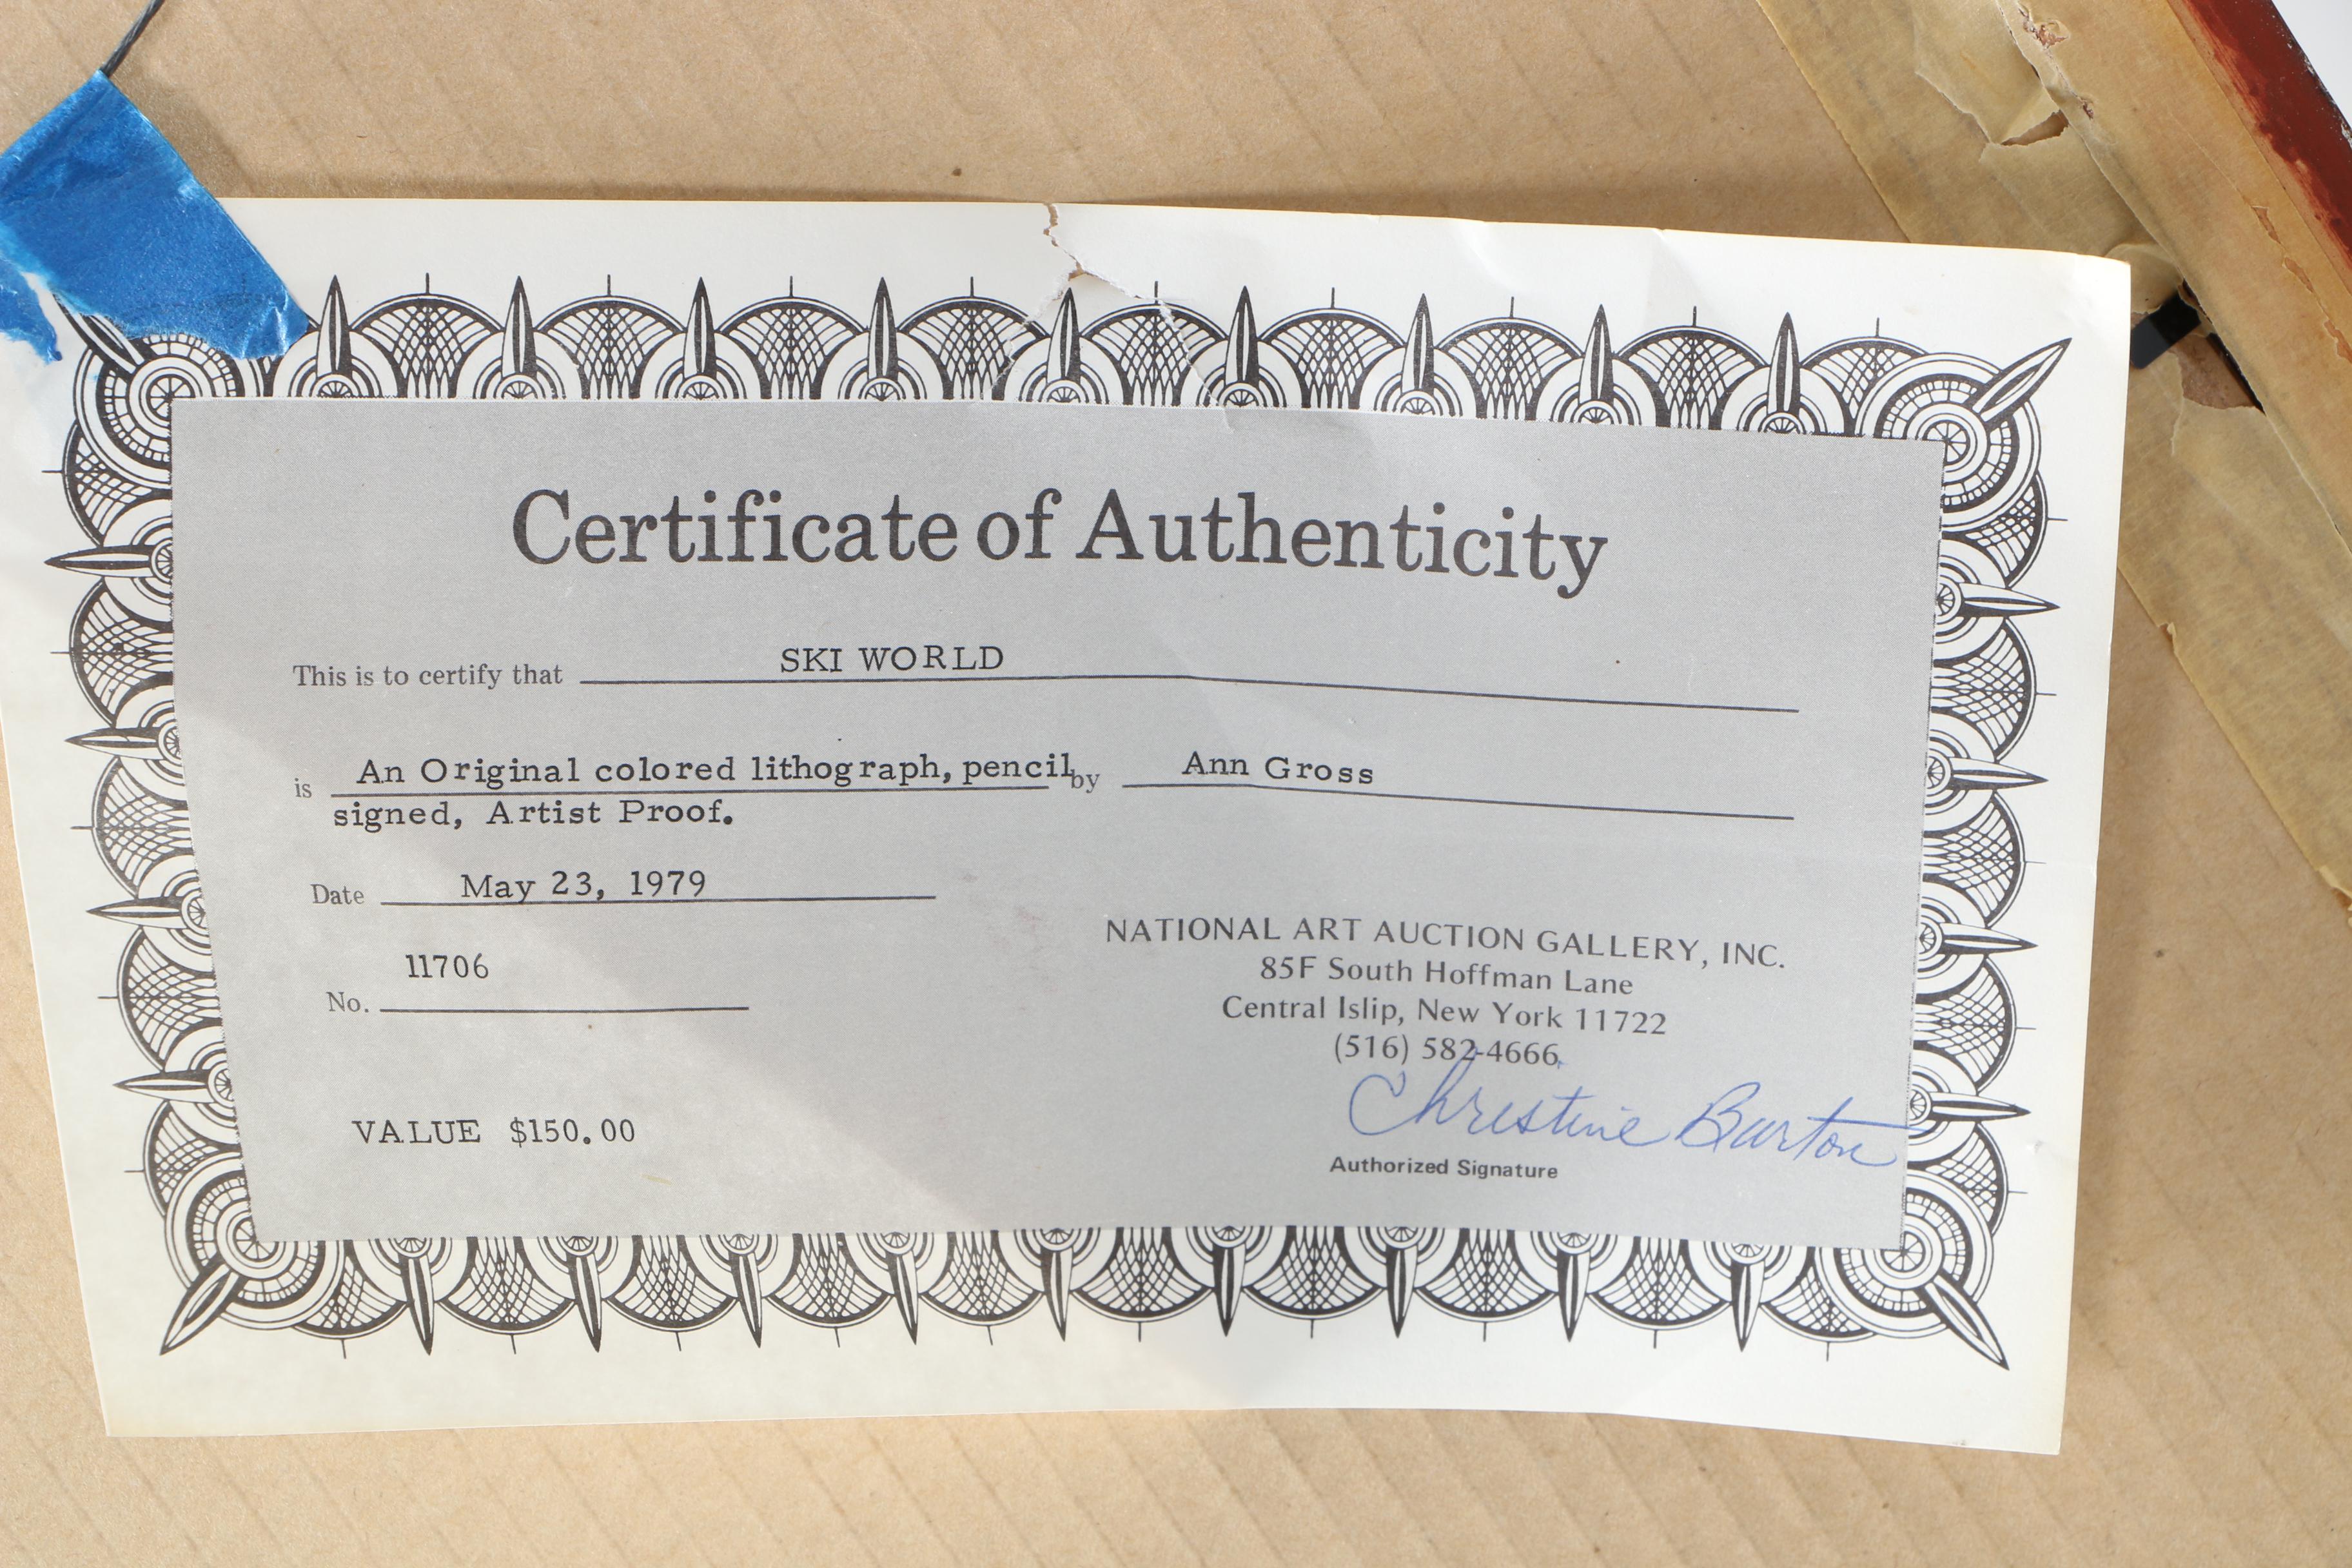 Certificate of Authenticity
This is to certify that SKI WORLD
is An Original colored lithograph, pencil by Ann Gross
signed, Artist Proof.
Date May 23, 1979
No. 11706
VALUE $150.00
NATIONAL ART AUCTION GALLERY, INC.
85F South Hoffman Lane
Central Islip, New York 11722
(516) 582-4666
Christine Burton
Authorized Signature